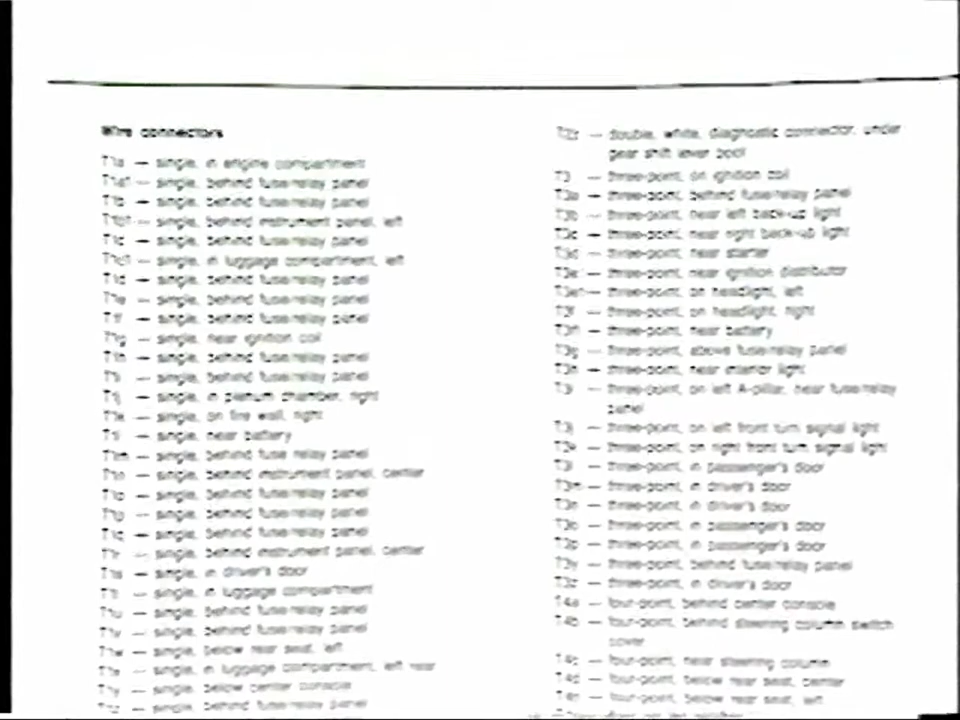 Wire connectors
T1a — single, in engine compartment
T1a1 — single, behind fuse/relay panel
T1b — single, behind fuse/relay panel
T1b1 — single, behind instrument panel, left
T1c — single, behind fuse/relay panel
T1c1 — single, in luggage compartment, left
T1d — single, behind fuse/relay panel
T1e — single, behind fuse/relay panel
T1f — single, behind fuse/relay panel
T1g — single, near ignition coil
T1h — single, behind fuse/relay panel
T1i — single, behind fuse/relay panel
T1j — single, in plenum chamber, right
T1k — single, on fire wall, right
T1l — single, near battery
T1m — single, behind fuse relay panel
T1n — single, behind instrument panel, center
T1o — single, behind fuse/relay panel
T1p — single, behind fuse/relay panel
T1q — single, behind fuse/relay panel
T1r — single, behind instrument panel, center
T1s — single, in driver's door
T1t — single, in luggage compartment
T1u — single, behind fuse/relay panel
T1v — single, behind fuse/relay panel
T1w — single, below rear seat, left
T1x — single, in luggage compartment, left rear
T1y — single, below center console
T1z — single, behind fuse/relay panel
— double, white, diagnostic connector, under
gear shift lever boot
T3 — three-point, on ignition coil
T3a — three-point, behind fuse/relay panel
T3b — three-point, near left back-up light
T3c — three-point, near right back-up light
T3d — three-point, near starter
T3e — three-point, near ignition distributor
T3e1 — three-point, on headlight, left
T3f — three-point, on headlight, right
— three-point, near battery
T3g — three-point, above fuse/relay panel
T3h — three-point, near interior light
T3i — three-point, on left A-pillar, near fuse/relay
panel
T3j — three-point, on left front turn signal light
T3k — three-point, on right front turn signal light
T3l — three-point, in passenger's door
T3m — three-point, in driver's door
T3n — three-point, in driver's door
T3o — three-point, in passenger's door
T3p — three-point, in passenger's door
T3y — three-point, behind fuse/relay panel
T3z — three-point, in driver's door
T4a — four-point, behind center console
T4b — four-point, behind steering column switch
cover
T4c — four-point, near steering column
T4d — four-point, below rear seat, center
— four-point, below rear seat, left